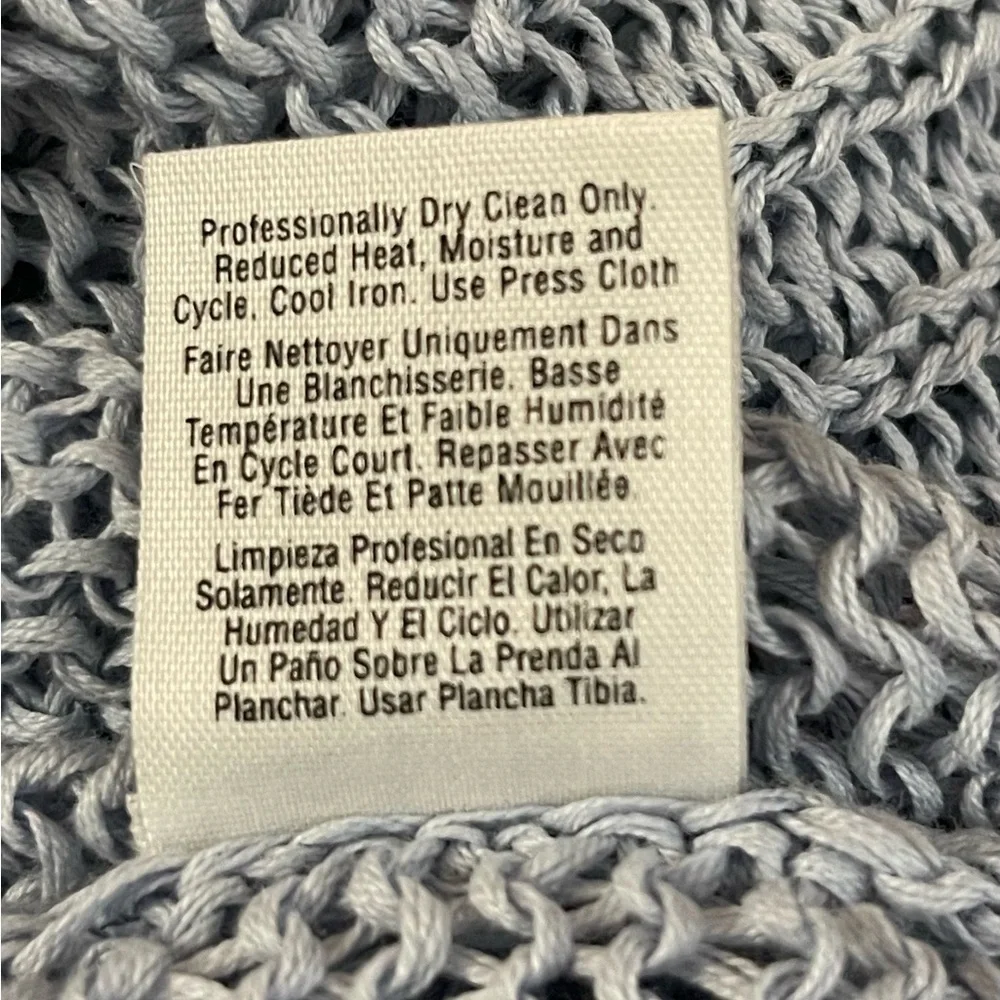 Professionally Dry Clean Only.
Reduced Heat, Moisture and
Cycle. Cool Iron. Use Press Cloth
Faire Nettoyer Uniquement Dans
Une Blanchisserie. Basse
Température Et Faible Humidité
En Cycle Court. Repasser Avec
Fer Tiède Et Patte Mouillée.
Limpieza Profesional En Seco
Solamente. Reducir El Calor, La
Humedad Y El Ciclo. Utilizar
Un Paño Sobre La Prenda Al
Planchar. Usar Plancha Tibia.